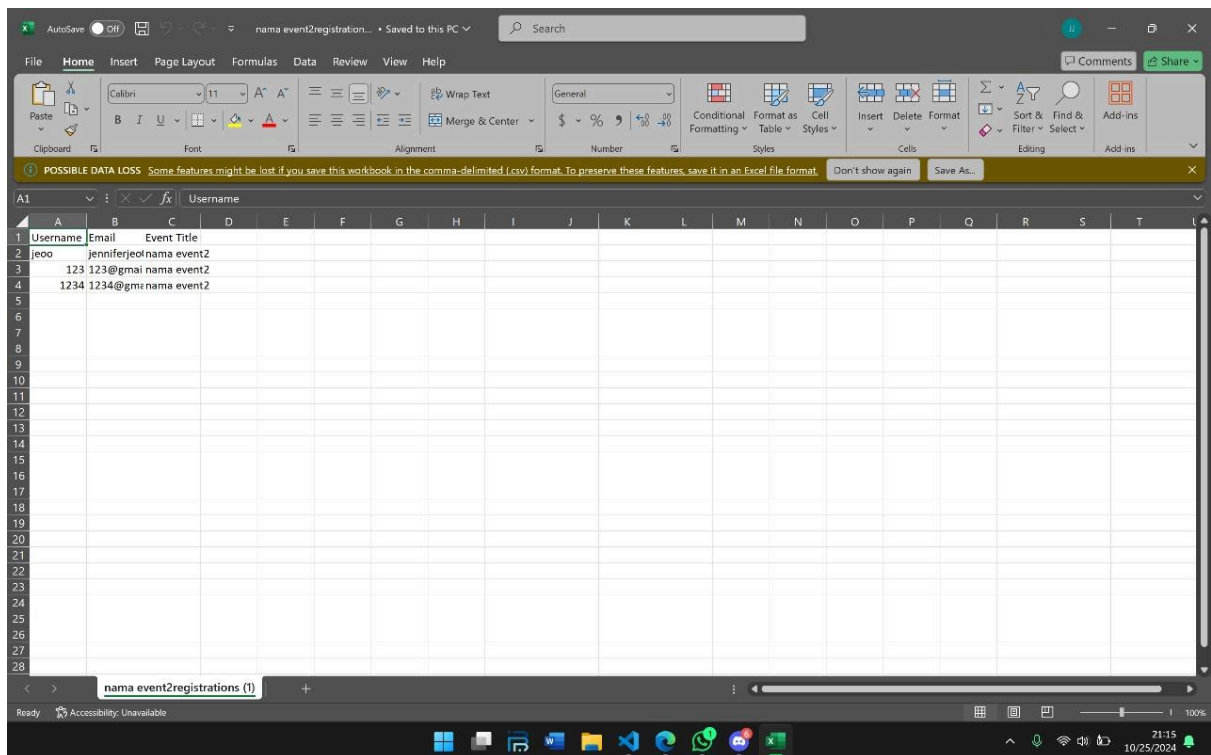 AutoSave Off nama event2registration... • Saved to this PC Search JJ
File Home Insert Page Layout Formulas Data Review View Help Comments Share
Paste Calibri 11 A^ Aˇ Wrap Text General Conditional Formatting Format as Table Cell Styles Insert Delete Format Sort & Filter Find & Select Add-ins
B I U A Merge & Center $ % 9
Clipboard Font Alignment Number Styles Cells Editing Add-ins
POSSIBLE DATA LOSS Some features might be lost if you save this workbook in the comma-delimited (.csv) format. To preserve these features, save it in an Excel file format. Don't show again Save As...
A1 fx Username
A B C D E F G H I J K L M N O P Q R S T
1 Username Email Event Title
2 jeoo nama event2
3 123 123@gmai nama event2
4 1234 nama event2
5
6
7
8
9
10
11
12
13
14
15
16
17
18
19
20
21
22
23
24
25
26
27
28
nama event2registrations (1)
Ready Accessibility: Unavailable 100%
21:15
10/25/2024